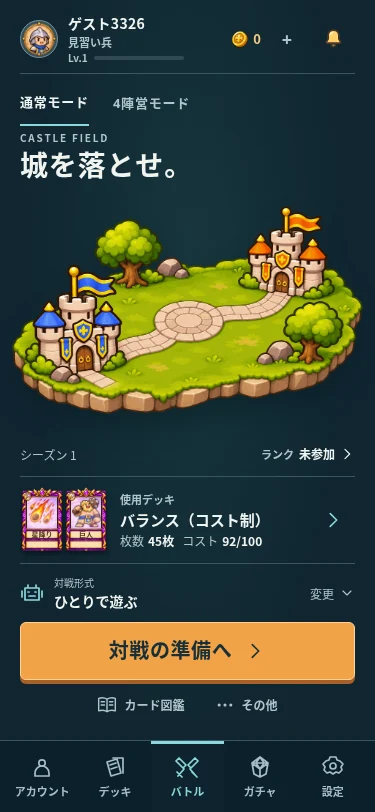 ゲスト3326
見習い兵
Lv.1
0
+
通常モード
4陣営モード
CASTLE FIELD
城を落とせ。
シーズン 1
ランク 未参加
使用デッキ
バランス（コスト制）
枚数 45枚 コスト 92/100
巨人
対戦形式
ひとりで遊ぶ
変更
対戦の準備へ
カード図鑑
その他
アカウント
デッキ
バトル
ガチャ
設定